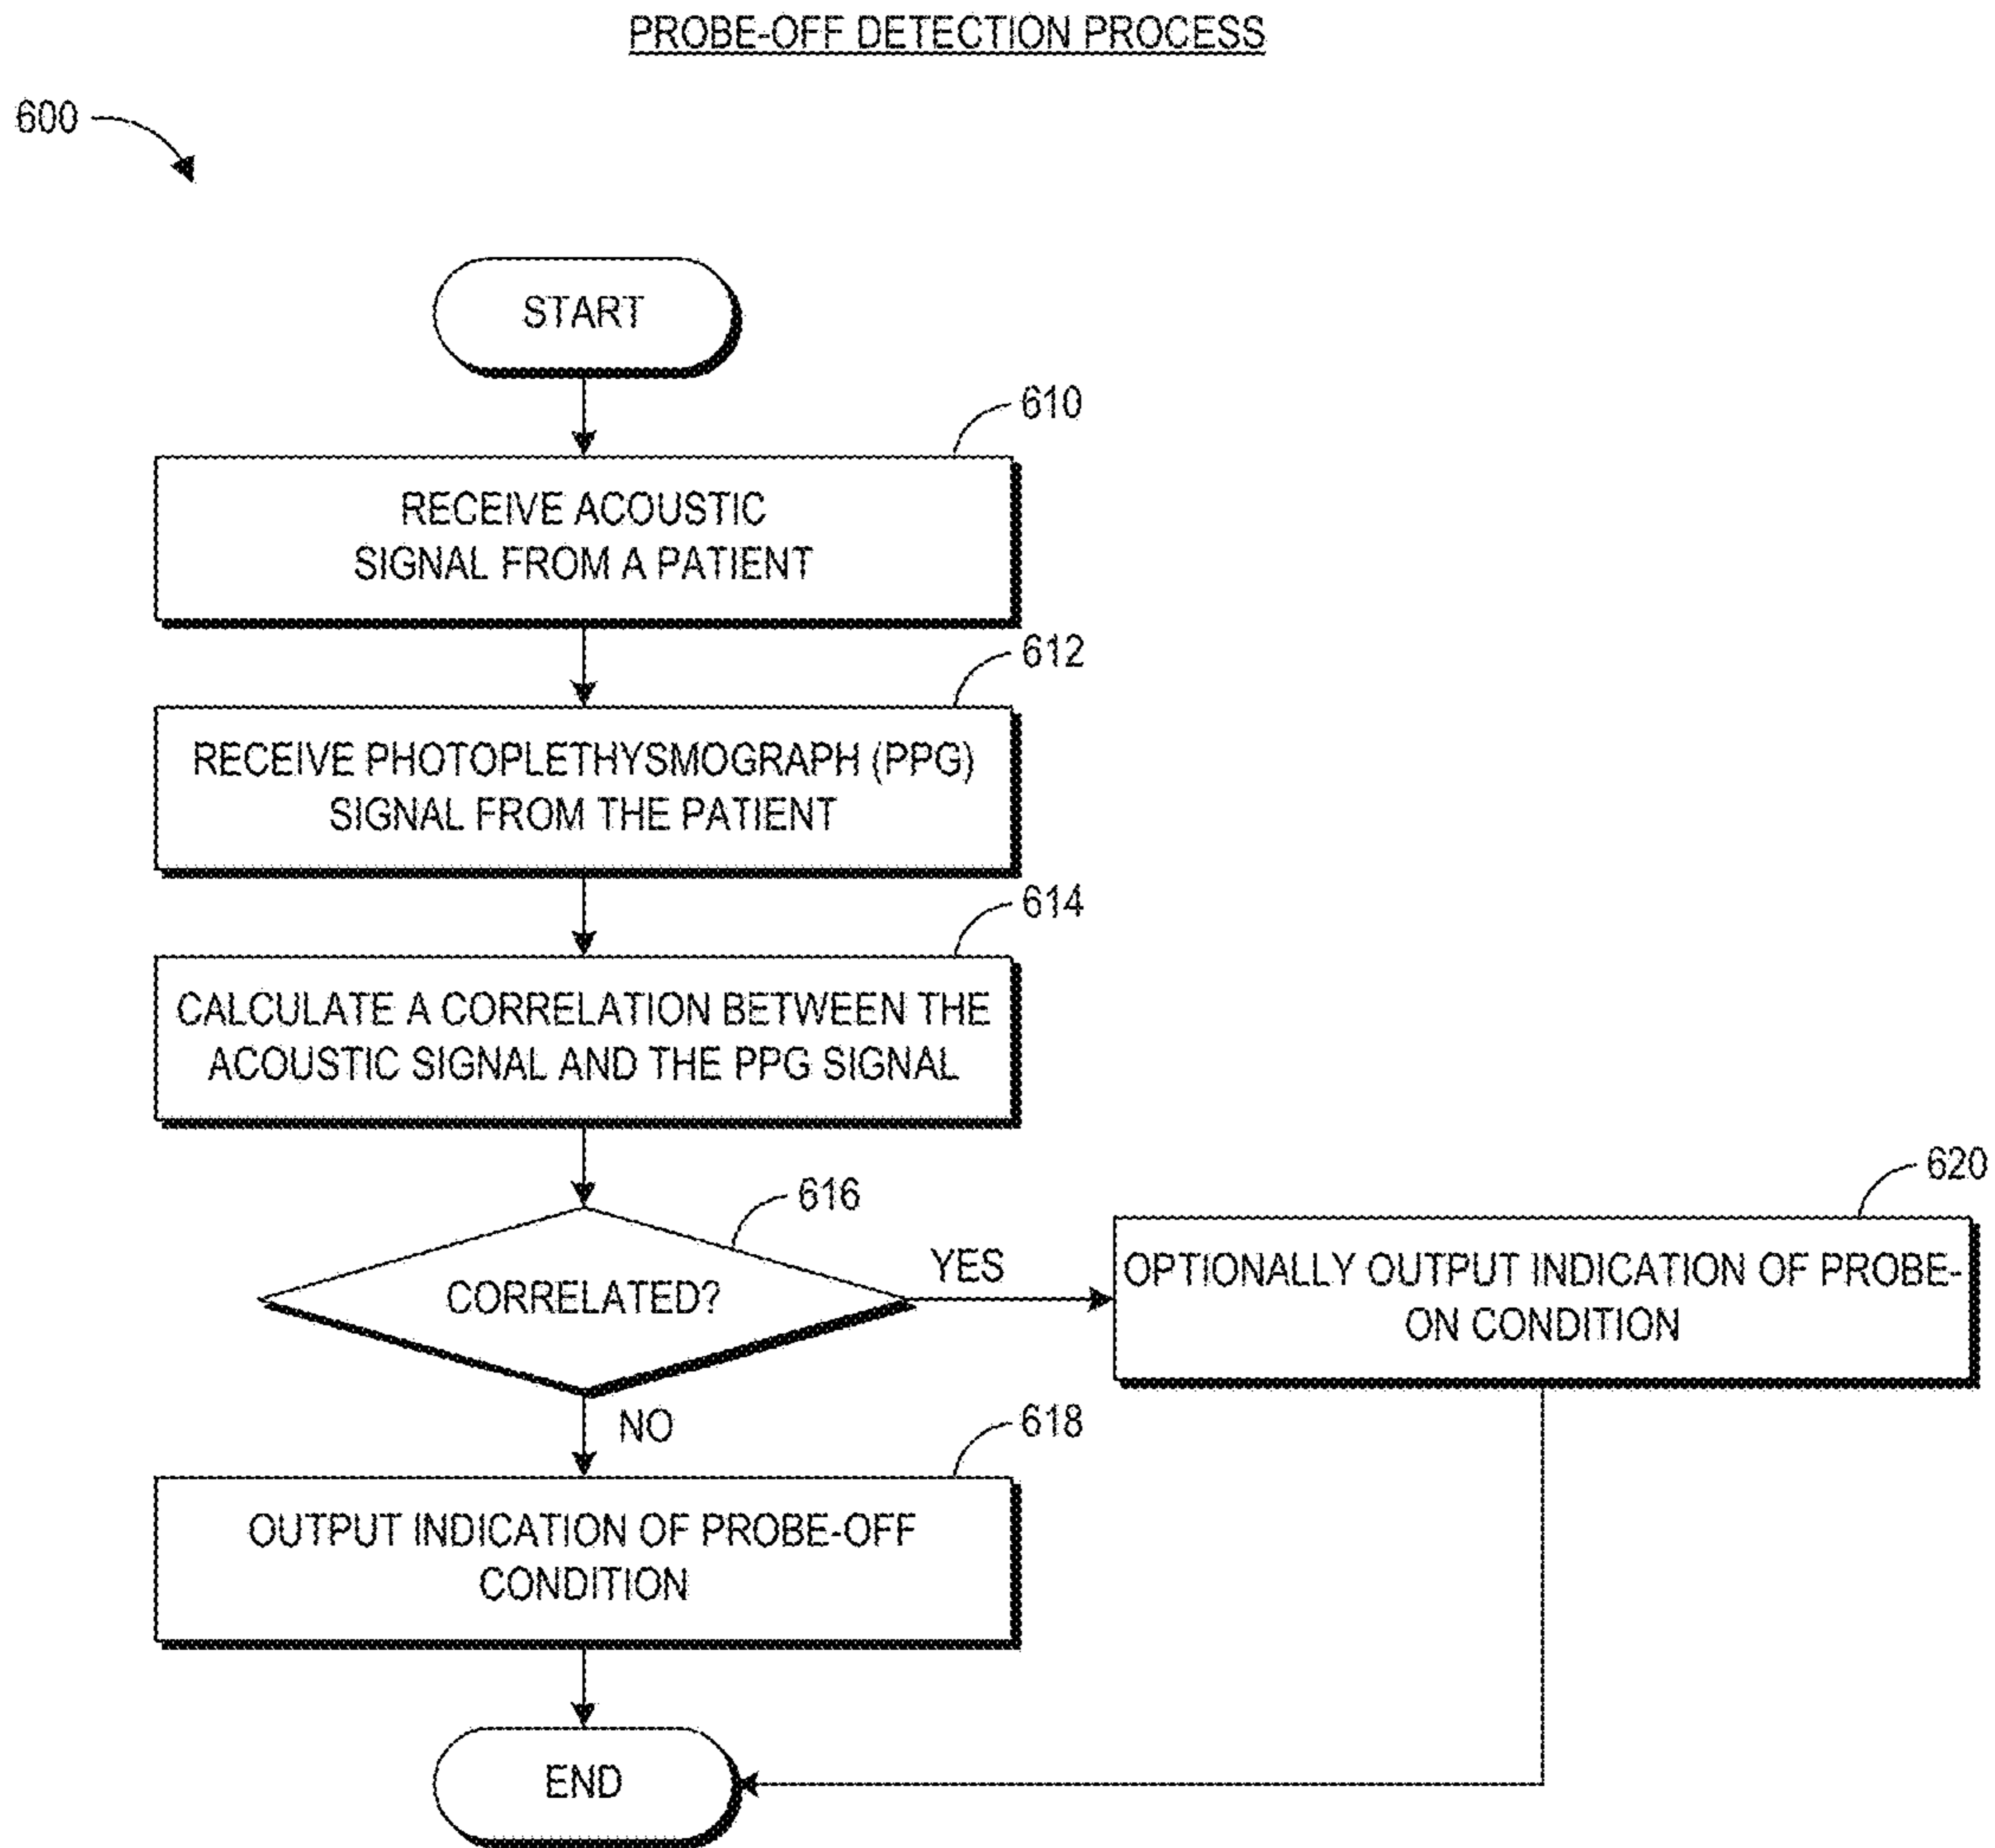 PROBE-OFF DETECTION PROCESS
600
START
610
RECEIVE ACOUSTIC
SIGNAL FROM A PATIENT
612
RECEIVE PHOTOPLETHYSMOGRAPH (PPG)
SIGNAL FROM THE PATIENT
614
CALCULATE A CORRELATION BETWEEN THE
ACOUSTIC SIGNAL AND THE PPG SIGNAL
616
CORRELATED?
YES
620
OPTIONALLY OUTPUT INDICATION OF PROBE-
ON CONDITION
NO
618
OUTPUT INDICATION OF PROBE-OFF
CONDITION
END